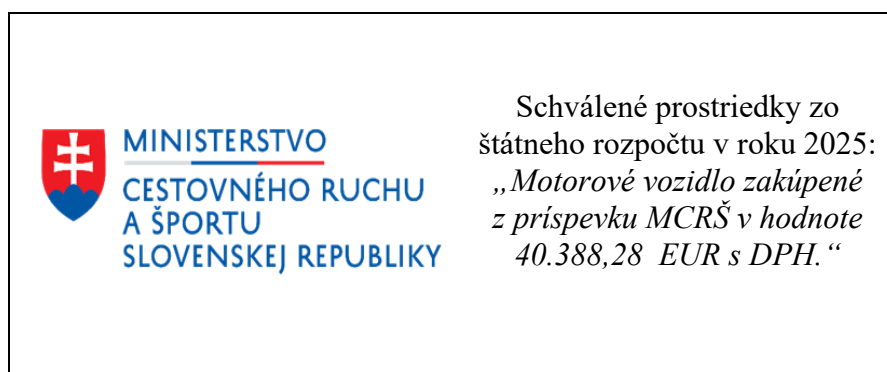 MINISTERSTVO
CESTOVNÉHO RUCHU
A ŠPORTU
SLOVENSKEJ REPUBLIKY
Schválené prostriedky zo
štátneho rozpočtu v roku 2025:
„Motorové vozidlo zakúpené
z príspevku MCRŠ v hodnote
40.388,28 EUR s DPH.“